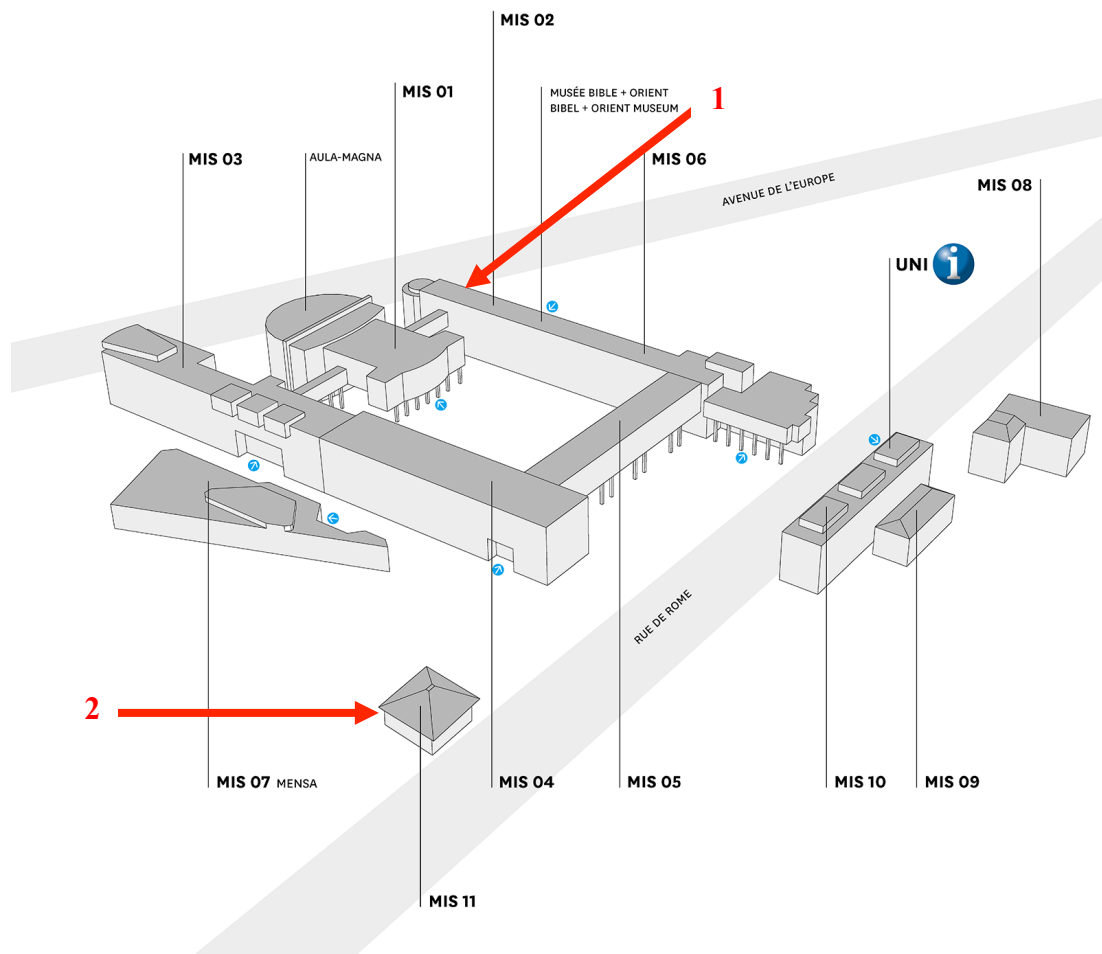 MIS 02
MIS 01
MUSÉE BIBLE + ORIENT
BIBEL + ORIENT MUSEUM
1
MIS 03
AULA-MAGNA
MIS 06
AVENUE DE L'EUROPE
MIS 08
UNI i
RUE DE ROME
2
MIS 07 MENSA
MIS 04
MIS 05
MIS 10
MIS 09
MIS 11